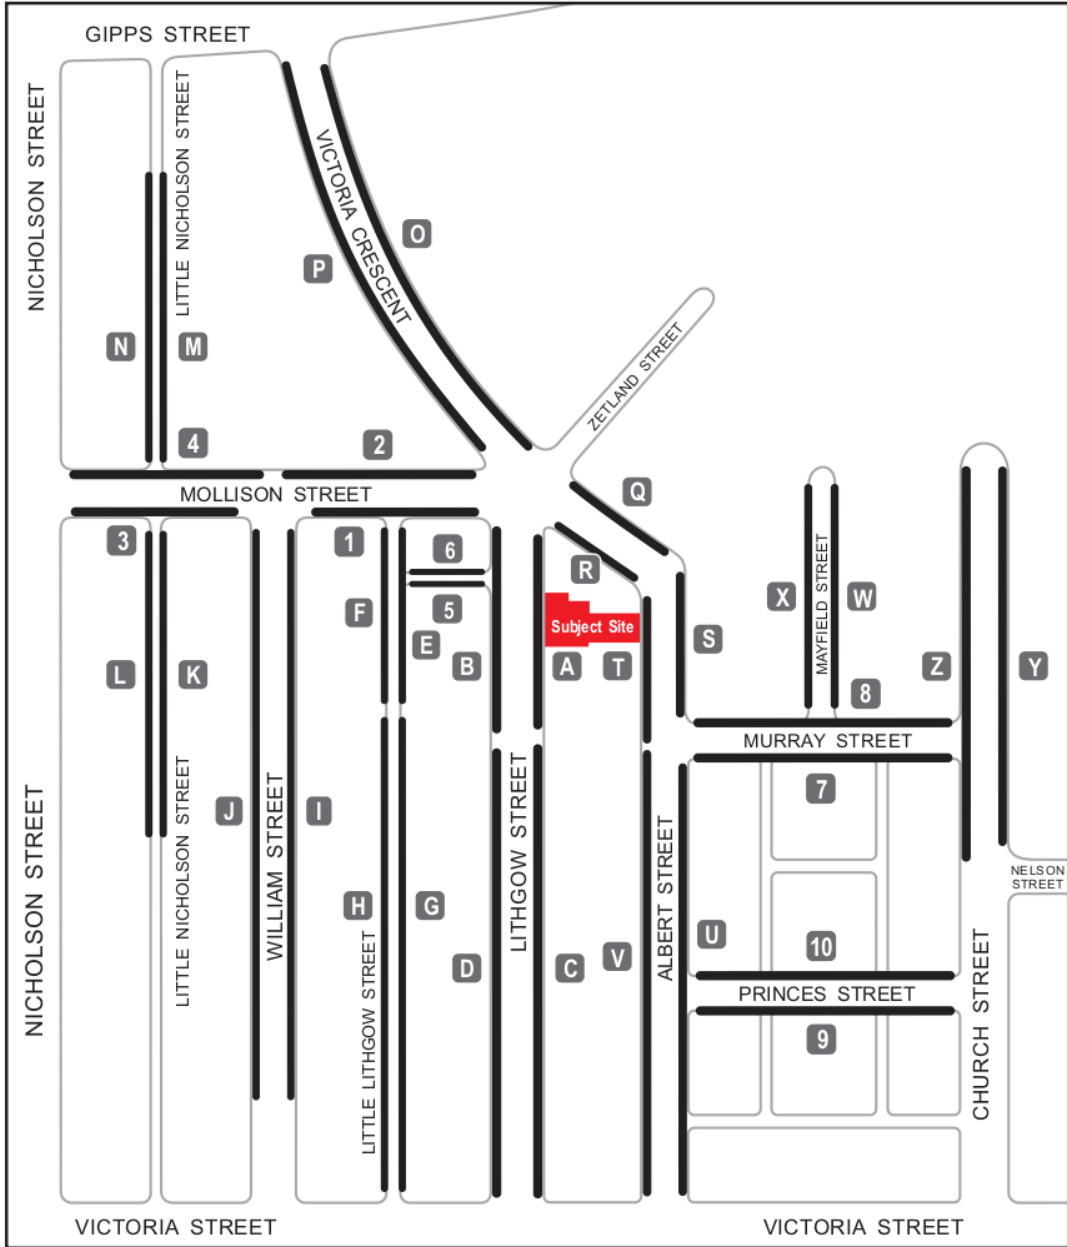 GIPPS STREET
NICHOLSON STREET
LITTLE NICHOLSON STREET
VICTORIA CRESCENT
O
P
N
M
ZETLAND STREET
4
2
MOLLISON STREET
Q
3
1
6
R
5
F
E
B
A
T
Subject Site
S
X
W
MAYFIELD STREET
L
K
Z
Y
8
MURRAY STREET
7
J
I
WILLIAM STREET
LITTLE NICHOLSON STREET
NICHOLSON STREET
LITHGOW STREET
ALBERT STREET
NELSON
STREET
H
G
LITTLE LITHGOW STREET
D
C
V
U
10
PRINCES STREET
9
CHURCH STREET
VICTORIA STREET
VICTORIA STREET